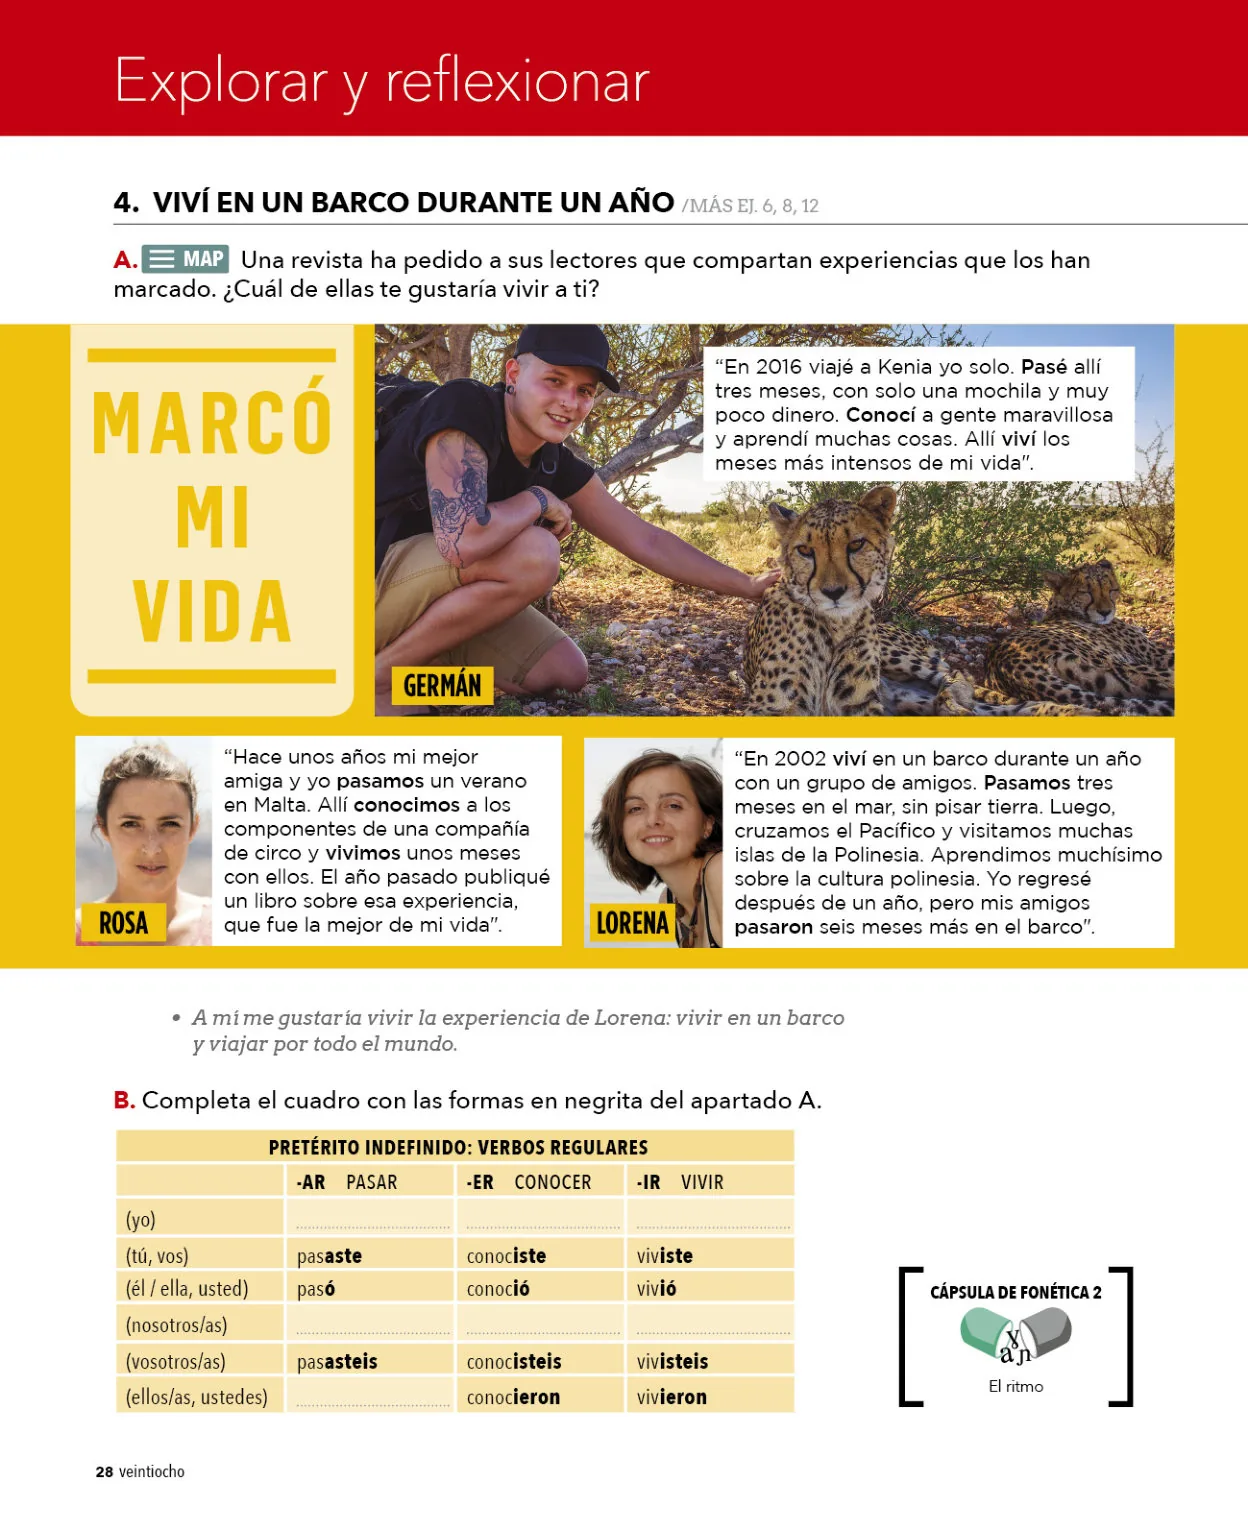 Explorar y reflexionar
4. VIVÍ EN UN BARCO DURANTE UN AÑO /MÁS EJ. 6, 8, 12
A. MAP Una revista ha pedido a sus lectores que compartan experiencias que los han
marcado. ¿Cuál de ellas te gustaría vivir a ti?
MARCÓ
MI
VIDA
“En 2016 viajé a Kenia yo solo. Pasé allí
tres meses, con solo una mochila y muy
poco dinero. Conocí a gente maravillosa
y aprendí muchas cosas. Allí viví los
meses más intensos de mi vida".
GERMÁN
“Hace unos años mi mejor
amiga y yo pasamos un verano
en Malta. Allí conocimos a los
componentes de una compañía
de circo y vivimos unos meses
con ellos. El año pasado publiqué
un libro sobre esa experiencia,
que fue la mejor de mi vida".
ROSA
“En 2002 viví en un barco durante un año
con un grupo de amigos. Pasamos tres
meses en el mar, sin pisar tierra. Luego,
cruzamos el Pacífico y visitamos muchas
islas de la Polinesia. Aprendimos muchísimo
sobre la cultura polinesia. Yo regresé
después de un año, pero mis amigos
pasaron seis meses más en el barco".
LORENA
• A mí me gustaría vivir la experiencia de Lorena: vivir en un barco
y viajar por todo el mundo.
B. Completa el cuadro con las formas en negrita del apartado A.
PRETÉRITO INDEFINIDO: VERBOS REGULARES
-AR PASAR -ER CONOCER -IR VIVIR
(yo)
(tú, vos) pasaste conociste viviste
(él / ella, usted) pasó conoció vivió
(nosotros/as)
(vosotros/as) pasasteis conocisteis vivisteis
(ellos/as, ustedes) conocieron vivieron
CÁPSULA DE FONÉTICA 2
El ritmo
28 veintiocho